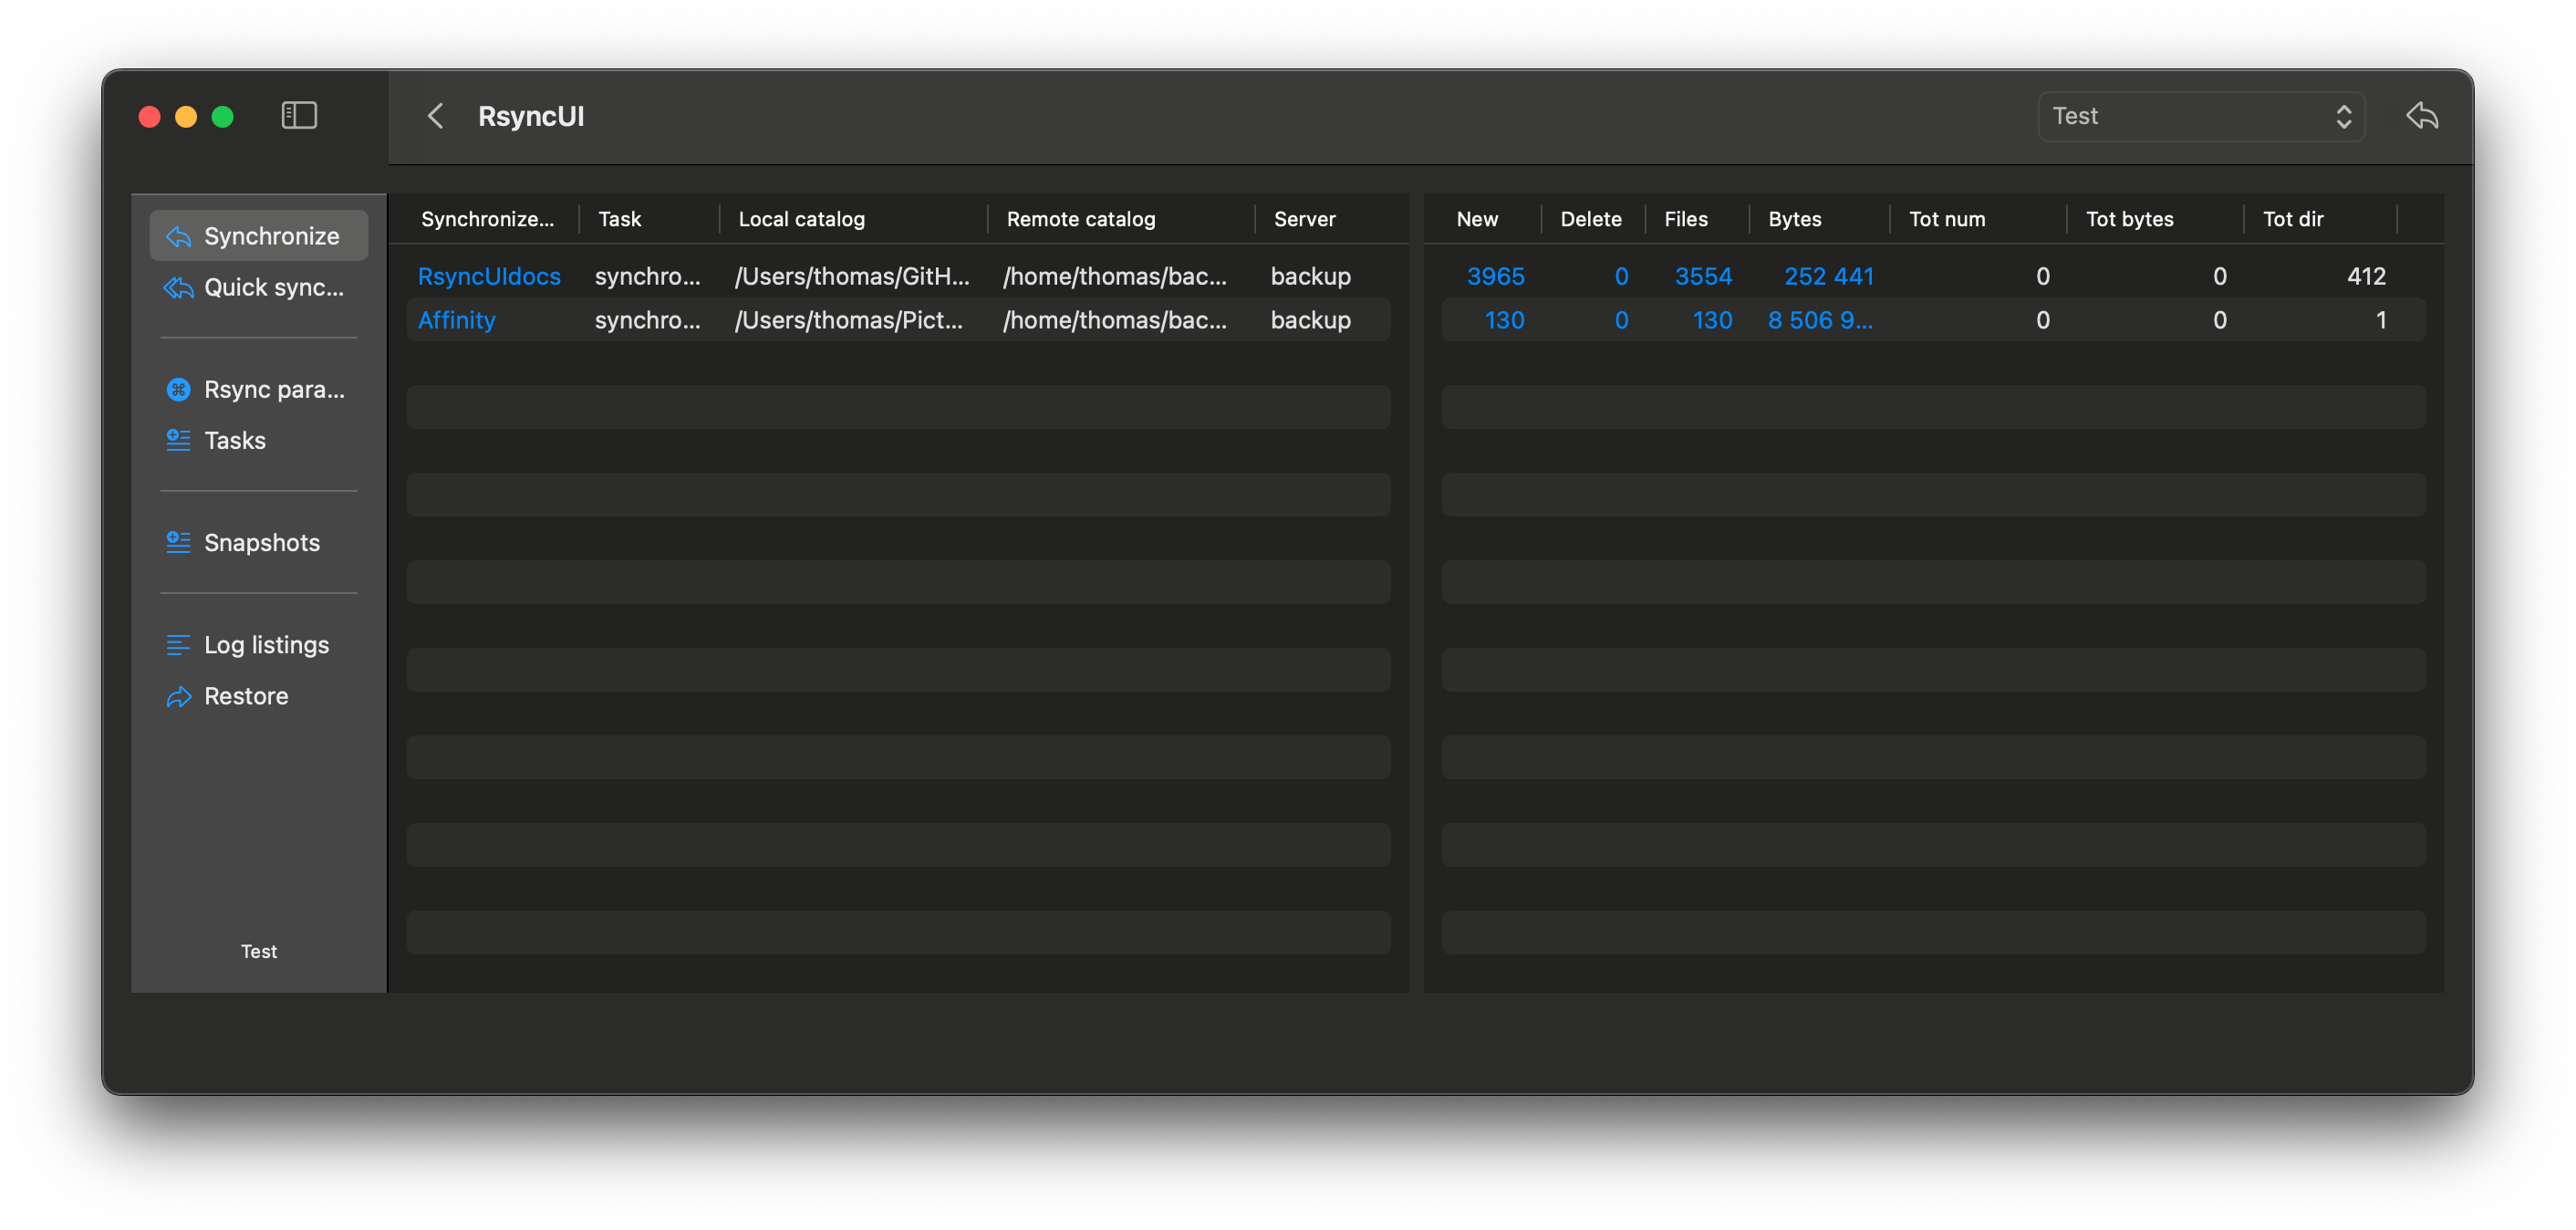 RsyncUI
Test
Synchronize
Quick sync...
Rsync para...
Tasks
Snapshots
Log listings
Restore
Test
Synchronize... Task Local catalog Remote catalog Server
RsyncUIdocs synchro... /Users/thomas/GitH... /home/thomas/bac... backup
Affinity synchro... /Users/thomas/Pict... /home/thomas/bac... backup
New Delete Files Bytes Tot num Tot bytes Tot dir
3965 0 3554 252 441 0 0 412
130 0 130 8 506 9... 0 0 1